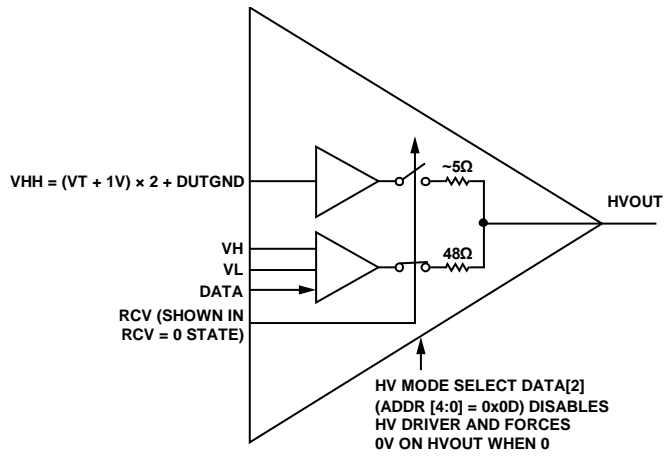 ~5Ω
VHH = (VT + 1V) × 2 + DUTGND
HVOUT
VH
VL
48Ω
DATA
RCV (SHOWN IN
RCV = 0 STATE)
HV MODE SELECT DATA[2]
(ADDR [4:0] = 0x0D) DISABLES
HV DRIVER AND FORCES
0V ON HVOUT WHEN 0